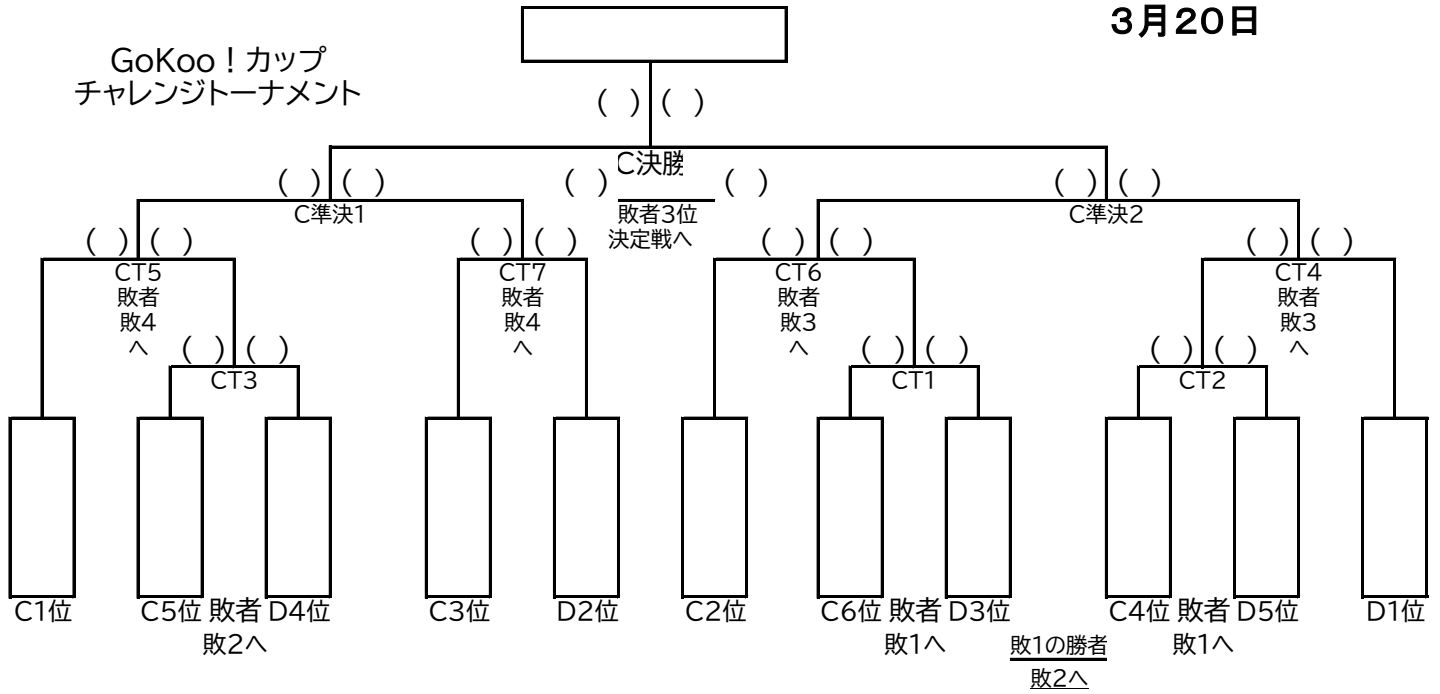 3月20日
GoKoo!カップ
チャレンジトーナメント
( ) ( )
C決勝
( ) ( )
( ) ( )
( ) ( )
C準決1
敗者3位
決定戦へ
C準決2
( ) ( )
( ) ( )
( ) ( )
( ) ( )
CT5
敗者
敗4
へ
CT7
敗者
敗4
へ
CT6
敗者
敗3
へ
CT4
敗者
敗3
へ
( ) ( )
( ) ( )
( ) ( )
CT3
CT1
CT2
C1位
C5位 敗者 D4位
敗2へ
C3位
D2位
C2位
C6位 敗者 D3位
敗1へ
C4位 敗者 D5位
敗1へ
D1位
敗1の勝者
敗2へ